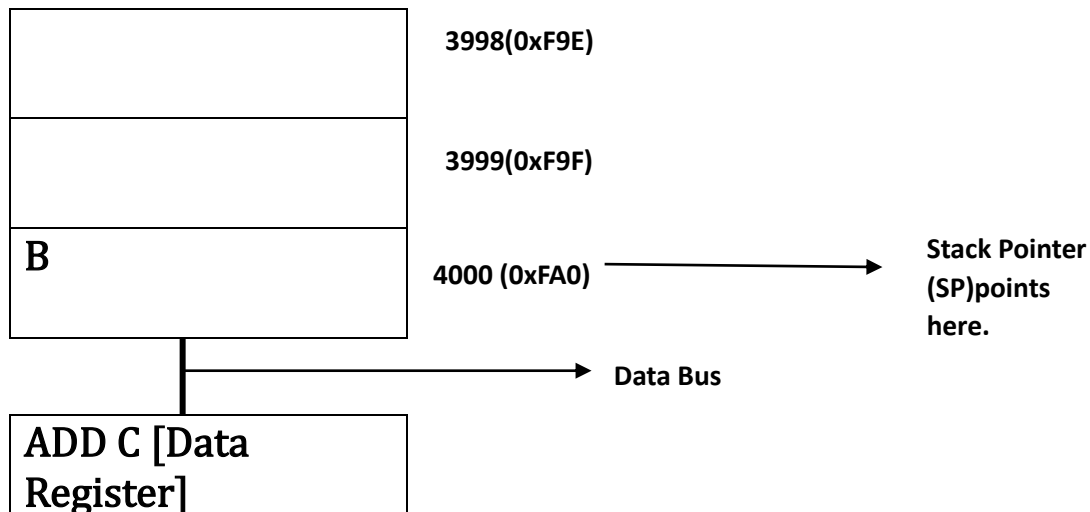 3998(0xF9E)
3999(0xF9F)
B
4000 (0xFA0)
Stack Pointer
(SP)points
here.
Data Bus
ADD C [Data
Register]